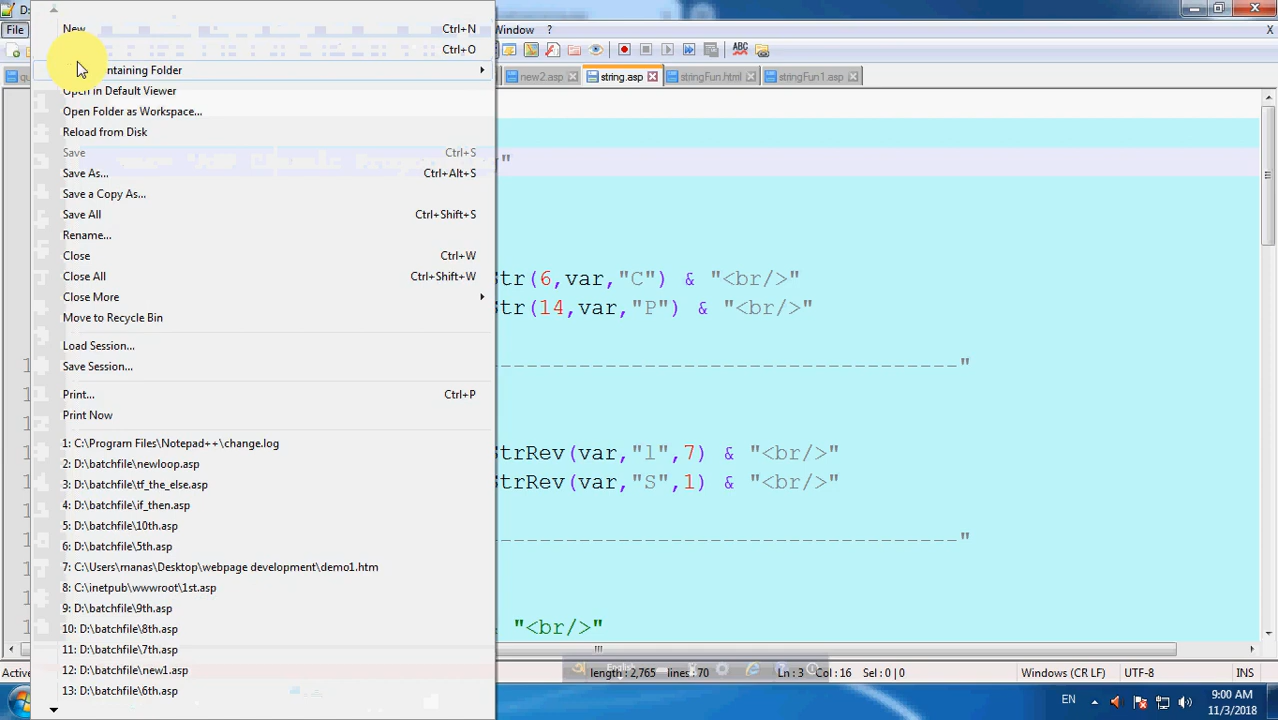 D:
File
Window ?
X
New Ctrl+N
Ctrl+O
ntaining Folder
Open in Default Viewer
Open Folder as Workspace...
Reload from Disk
Save Ctrl+S
Save As... Ctrl+Alt+S
Save a Copy As...
Save All Ctrl+Shift+S
Rename...
Close Ctrl+W
Close All Ctrl+Shift+W
Close More
Move to Recycle Bin
Load Session...
Save Session...
Print... Ctrl+P
Print Now
1: C:\Program Files\Notepad++\change.log
2: D:\batchfile\newloop.asp
3: D:\batchfile\tf_the_else.asp
4: D:\batchfile\if_then.asp
5: D:\batchfile\10th.asp
6: D:\batchfile\5th.asp
7: C:\Users\manas\Desktop\webpage development\demo1.htm
8: C:\inetpub\wwwroot\1st.asp
9: D:\batchfile\9th.asp
10: D:\batchfile\8th.asp
11: D:\batchfile\7th.asp
12: D:\batchfile\new1.asp
13: D:\batchfile\6th.asp
new2.asp string.asp stringFun.html stringFun1.asp
"
Str(6,var,"C") & "<br/>"
Str(14,var,"P") & "<br/>"
------------------------------------"
StrRev(var,"l",7) & "<br/>"
StrRev(var,"S",1) & "<br/>"
------------------------------------"
"<br/>"
Active
length : 2,765 lines : 70 Ln : 3 Col : 16 Sel : 0 | 0 Windows (CR LF) UTF-8 INS
English
EN
9:00 AM
11/3/2018